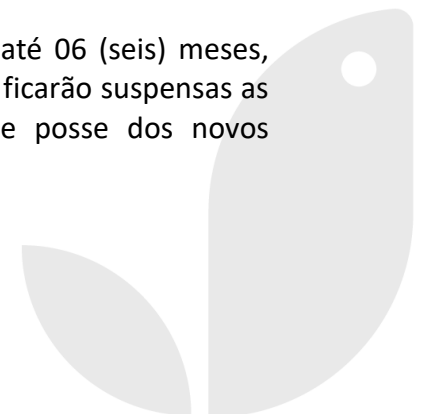 até 06 (seis) meses,
ficarão suspensas as
e posse dos novos